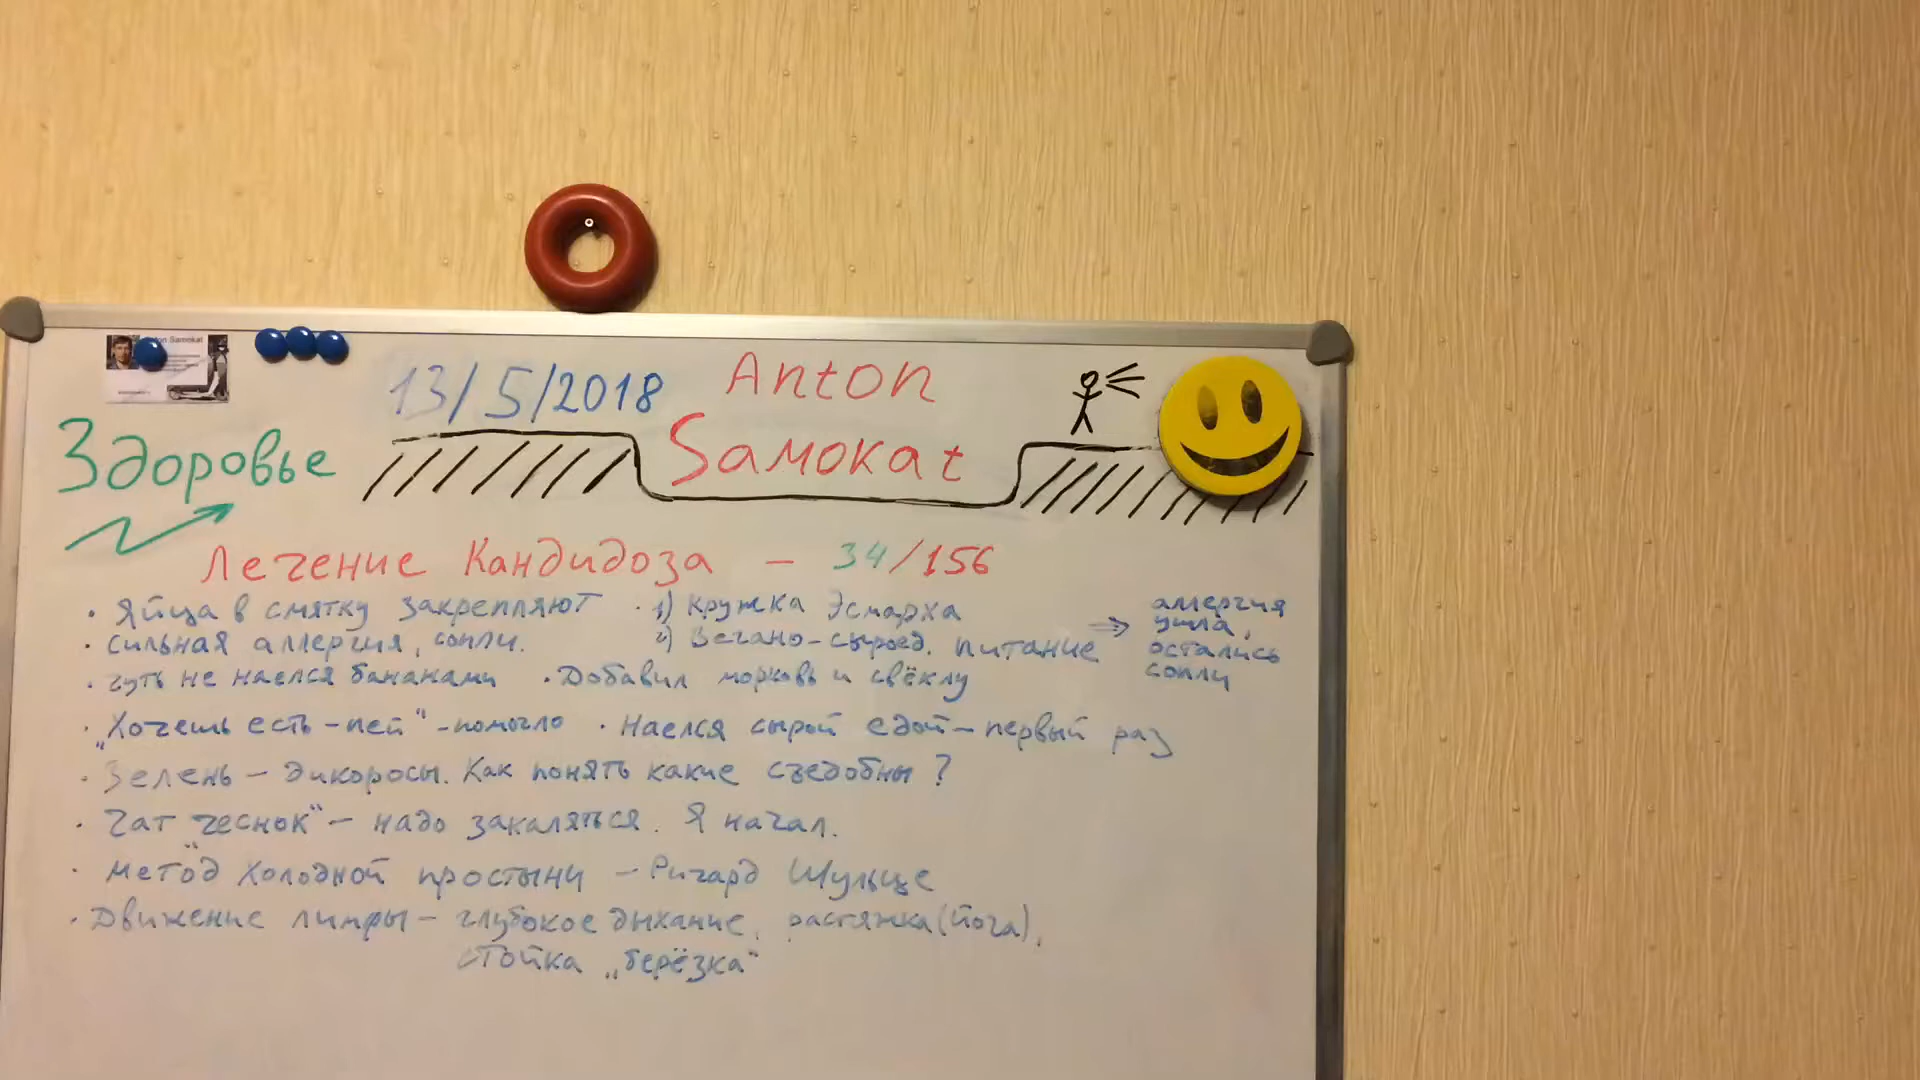 Anton Samokat
13/5/2018
Anton
Samokat
Здоровье
Лечение Кандидоза – 34/156
· Яйца в смятку закрепляют
· сильная аллергия, сопли.
· 1) Кружка Эсмарха
2) Вегано-сыроед. питание ⇒
аллергия
ушла,
остались
сопли
· чуть не наелся бананами · Добавил морковь и свёклу
· „Хочешь есть – пей" – помогло · Наелся сырой едой – первый раз
· Зелень – дикоросы. Как понять какие съедобны?
· Чат "чеснок" – надо закаляться. Я начал.
· Метод холодной простыни – Ричард Шульце
· Движение лимфы – глубокое дыхание, растяжка (йога),
стойка „берёзка"